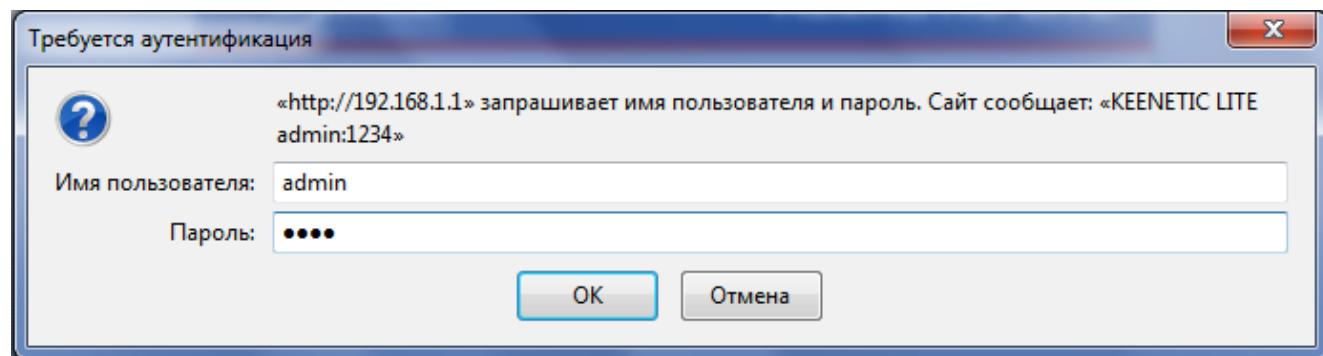 Требуется аутентификация
«http://192.168.1.1» запрашивает имя пользователя и пароль. Сайт сообщает: «KEENETIC LITE
admin:1234»
Имя пользователя: admin
Пароль: ●●●●
OK Отмена